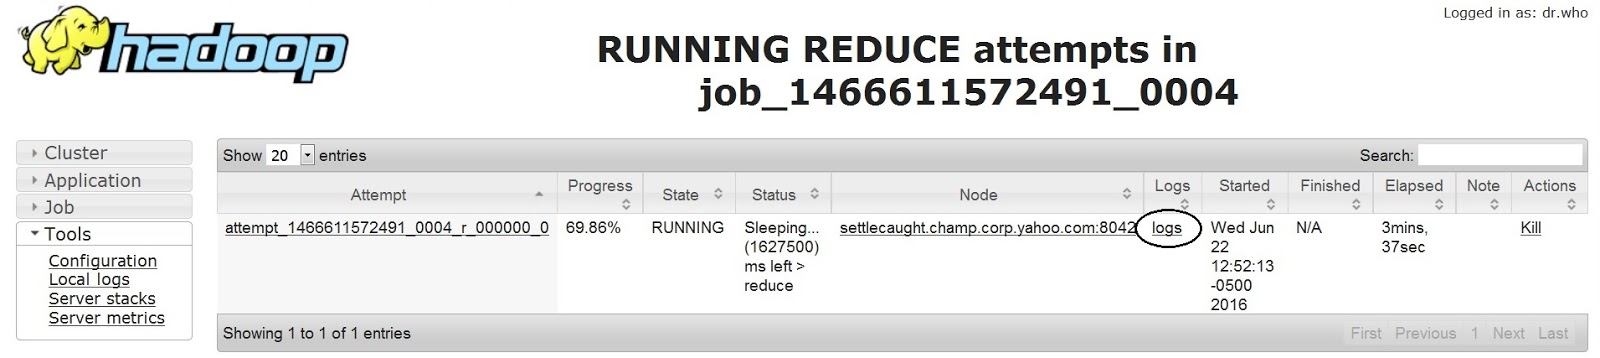 Logged in as: dr.who
hadoop
RUNNING REDUCE attempts in
job_1466611572491_0004
Cluster
Application
Job
Tools
Configuration
Local logs
Server stacks
Server metrics
Show 20 entries
Search:
Attempt Progress State Status Node Logs Started Finished Elapsed Note Actions
attempt_1466611572491_0004_r_000000_0 69.86% RUNNING Sleeping... settlecaught.champ.corp.yahoo.com:8042 logs Wed Jun N/A 3mins, Kill
(1627500) 22 37sec
ms left > 12:52:13
reduce -0500
2016
Showing 1 to 1 of 1 entries
First Previous 1 Next Last